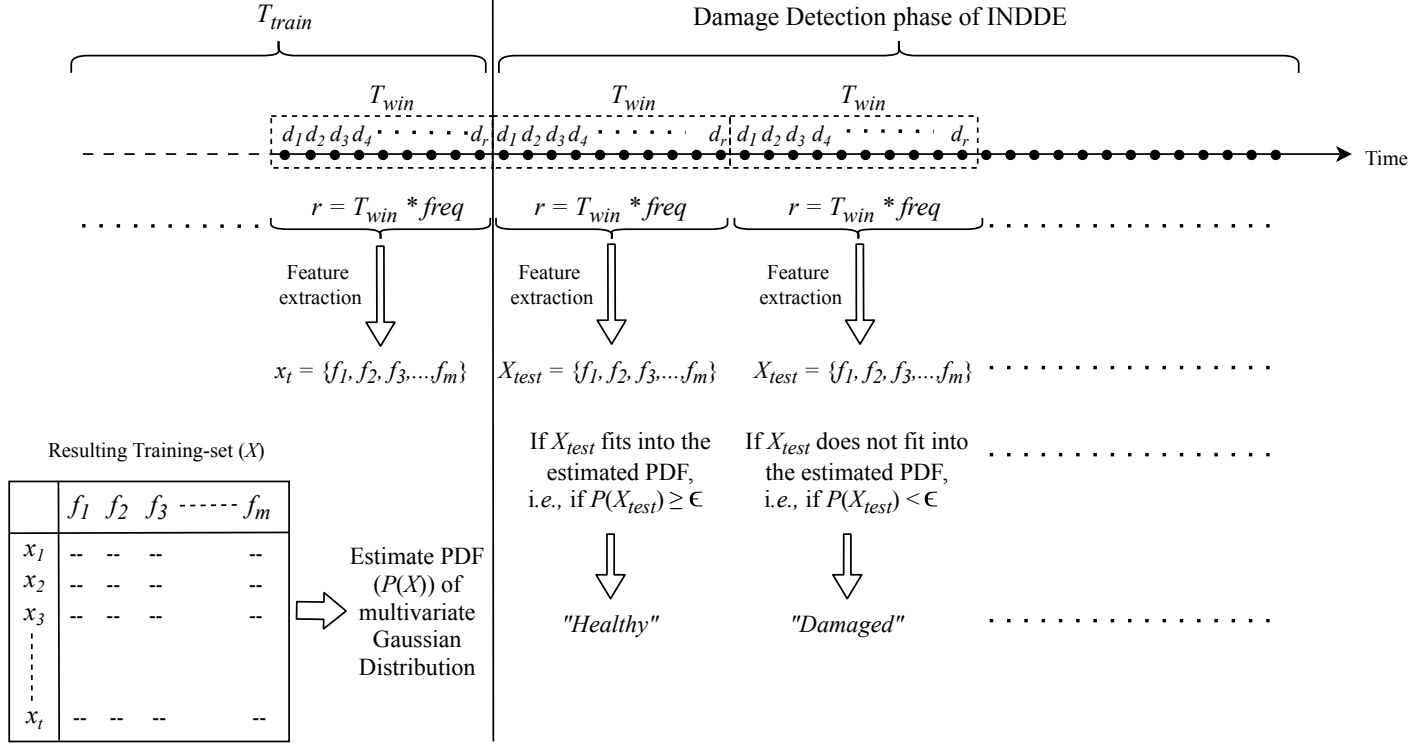 T_train
Damage Detection phase of INDDE
T_win
T_win
T_win
d_1 d_2 d_3 d_4 · · · · · · d_r
d_1 d_2 d_3 d_4 · · · · · · d_r
d_1 d_2 d_3 d_4 · · · · · · d_r
Time
r = T_win * freq
r = T_win * freq
r = T_win * freq
Feature
extraction
Feature
extraction
Feature
extraction
x_t = {f_1, f_2, f_3,...,f_m}
X_test = {f_1, f_2, f_3,...,f_m}
X_test = {f_1, f_2, f_3,...,f_m}
If X_test fits into the
estimated PDF,
i.e., if P(X_test) ≥ ϵ
If X_test does not fit into
the estimated PDF,
i.e., if P(X_test) < ϵ
"Healthy"
"Damaged"
Resulting Training-set (X)
f_1 f_2 f_3 ------ f_m
x_1 -- -- -- --
x_2 -- -- -- --
x_3 -- -- -- --
x_t -- -- -- --
Estimate PDF
(P(X)) of
multivariate
Gaussian
Distribution